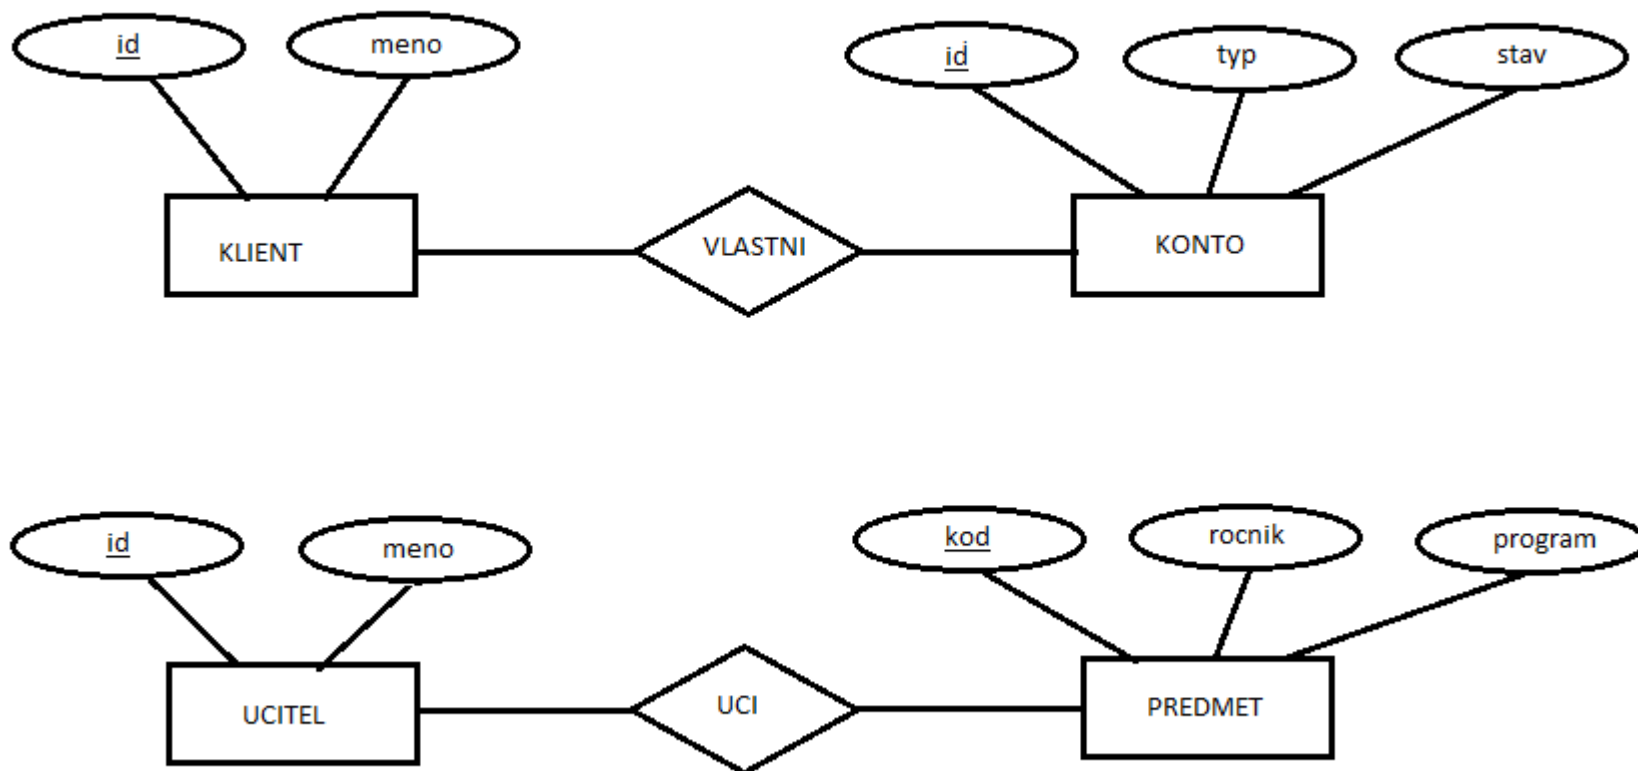 id
meno
id
typ
stav
KLIENT
VLASTNI
KONTO
id
meno
kod
rocnik
program
UCITEL
UCI
PREDMET